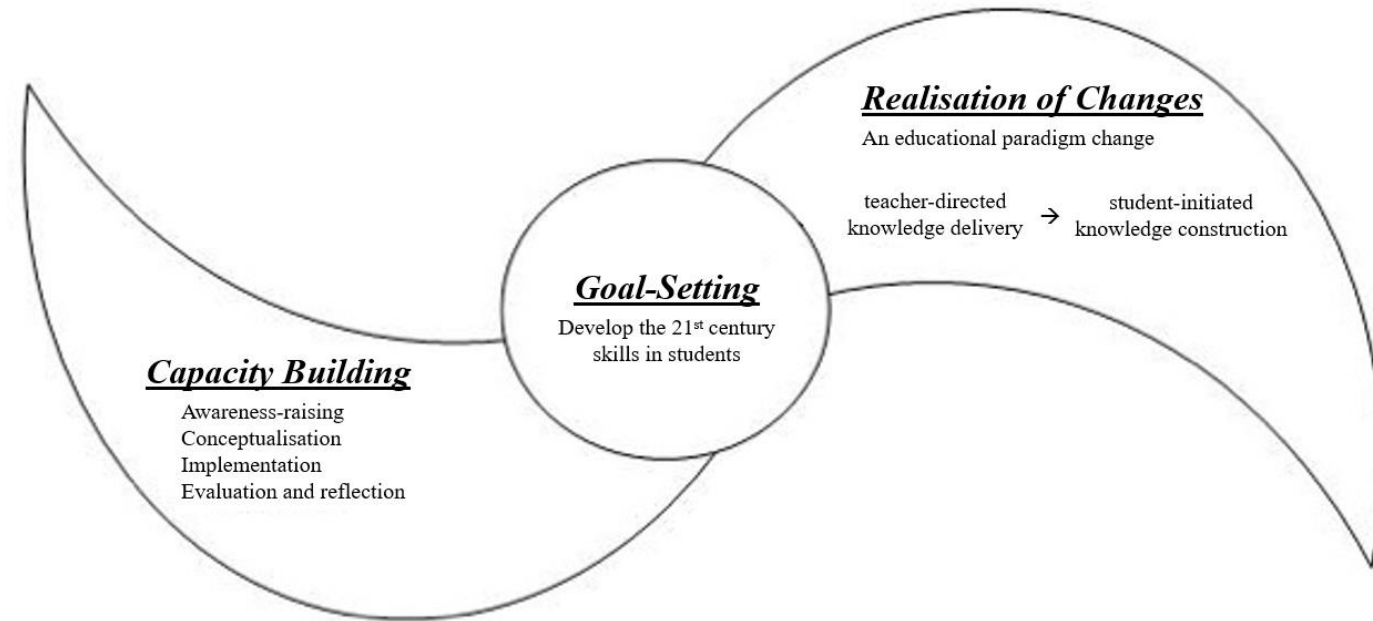 Realisation of Changes
An educational paradigm change
teacher-directed
knowledge delivery
→
student-initiated
knowledge construction
Goal-Setting
Develop the 21st century
skills in students
Capacity Building
Awareness-raising
Conceptualisation
Implementation
Evaluation and reflection